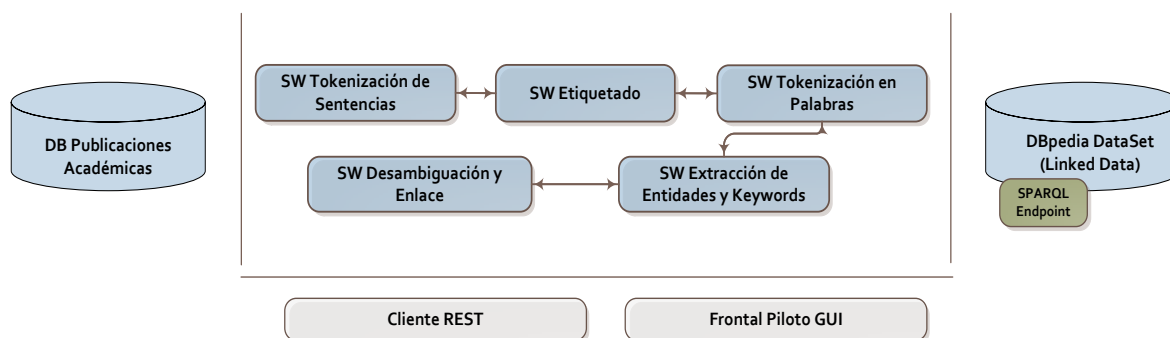 SW Tokenización de
Sentencias
SW Etiquetado
SW Tokenización en
Palabras
DB Publicaciones
Académicas
DBpedia DataSet
(Linked Data)
SW Desambiguación y
Enlace
SW Extracción de
Entidades y Keywords
SPARQL
Endpoint
Cliente REST
Frontal Piloto GUI